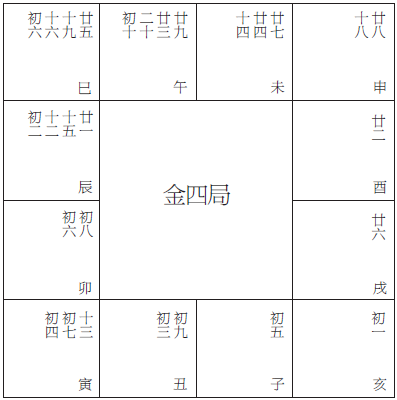 初六
十六
十九
廿五
巳
初十
二十
廿三
廿九
午
十四
廿四
廿七
未
十八
廿八
申
初二
十二
十五
廿一
辰
金四局
廿二
酉
初六
初八
卯
廿六
戌
初四
初七
十三
寅
初三
初九
丑
初五
子
初一
亥